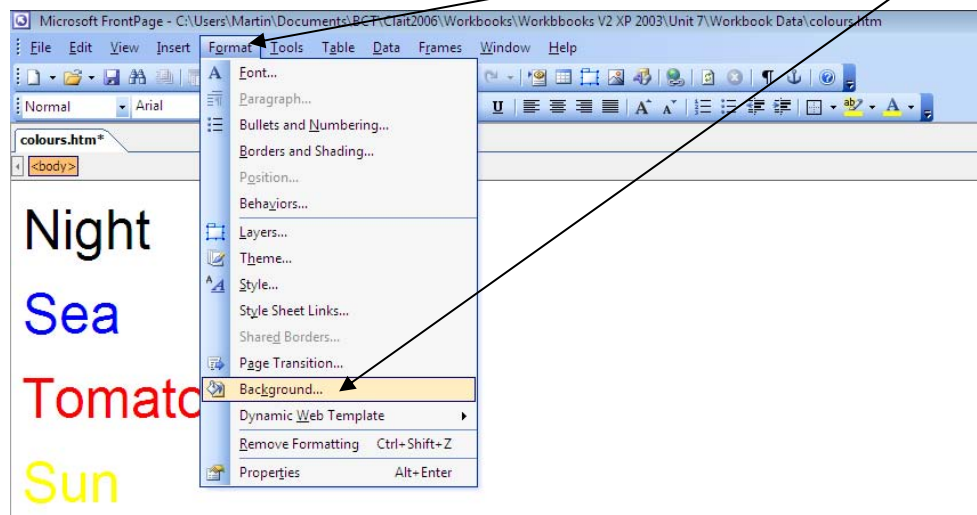 Microsoft FrontPage - C:\Users\Martin\Documents\BCT\Clait2006\Workbooks\Workbbooks V2 XP 2003\Unit 7\Workbook Data\colours.htm
File Edit View Insert Format Tools Table Data Frames Window Help
Normal Arial
colours.htm*
<body>
Font...
Paragraph...
Bullets and Numbering...
Borders and Shading...
Position...
Behaviors...
Layers...
Theme...
Style...
Style Sheet Links...
Shared Borders...
Page Transition...
Background...
Dynamic Web Template
Remove Formatting Ctrl+Shift+Z
Properties Alt+Enter
Night
Sea
Tomato
Sun